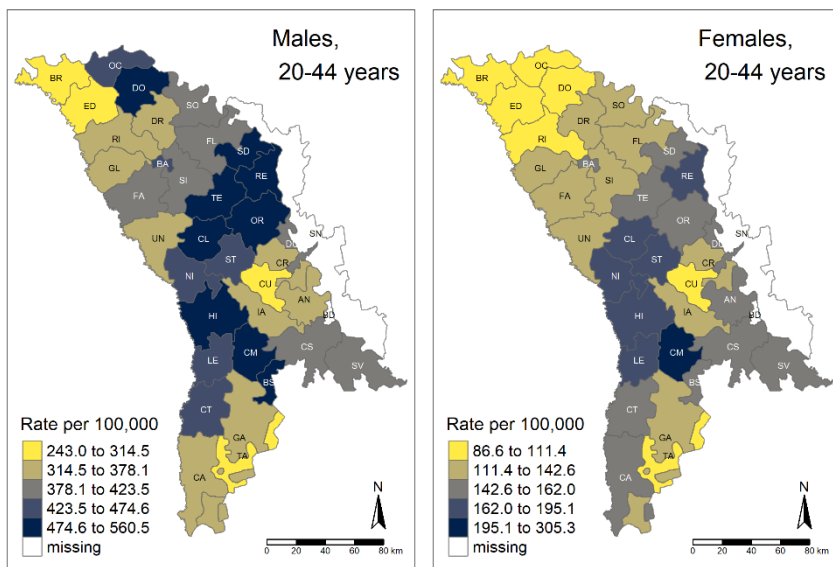 Males,
20-44 years
OC
BR
DO
ED
SO
DR
RI
FL
BA
SD
GL
RE
SI
FA
TE
OR
UN
CL
SN
DU
ST
CR
NI
CU
AN
IA
HI
BD
CS
LE
CM
SV
BS
CT
GA
TA
CA
Rate per 100,000
243.0 to 314.5
314.5 to 378.1
378.1 to 423.5
423.5 to 474.6
474.6 to 560.5
missing
N
0 20 40 60 80 km
Females,
20-44 years
OC
BR
DO
ED
SO
DR
RI
FL
BA
SD
GL
RE
SI
FA
TE
OR
UN
CL
SN
DU
ST
CR
NI
CU
AN
IA
HI
BD
CS
LE
CM
SV
BS
CT
GA
TA
CA
Rate per 100,000
86.6 to 111.4
111.4 to 142.6
142.6 to 162.0
162.0 to 195.1
195.1 to 305.3
missing
N
0 20 40 60 80 km